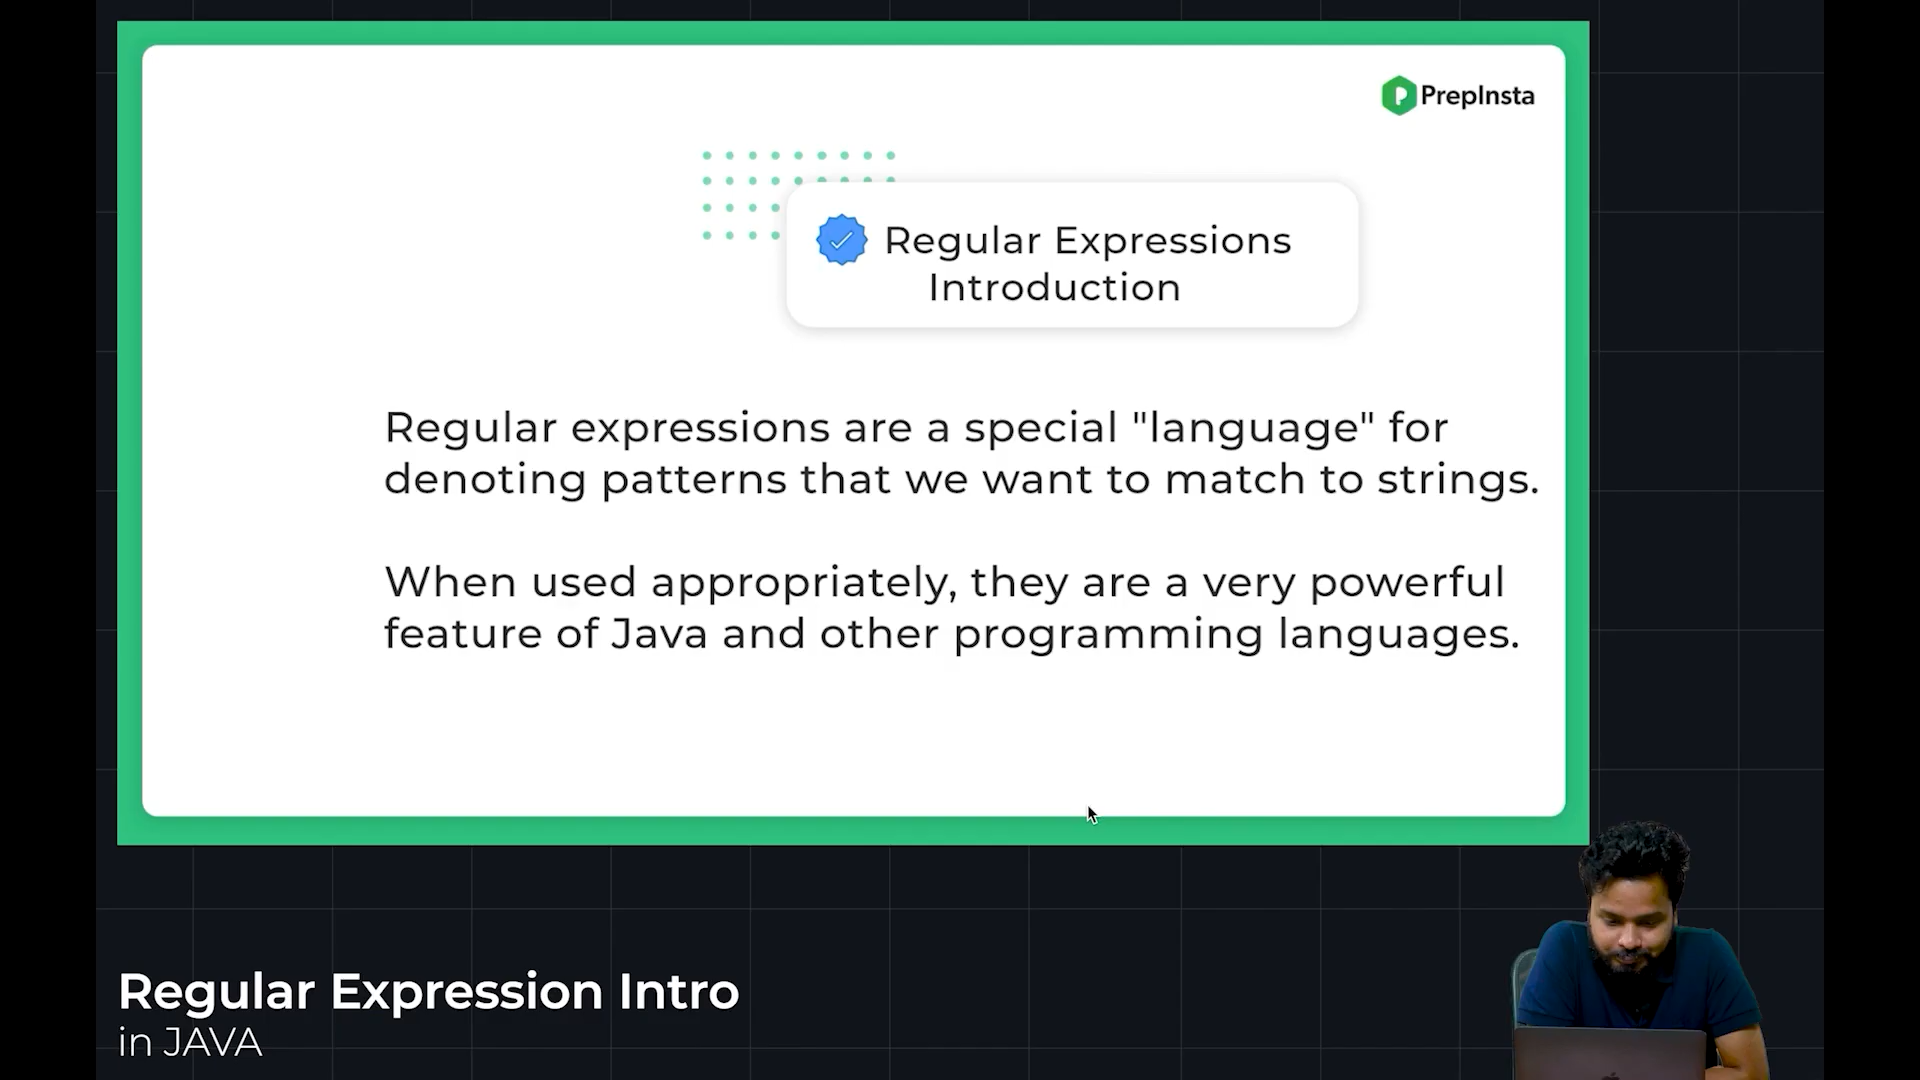 PrepInsta
Regular Expressions
Introduction
Regular expressions are a special "language" for
denoting patterns that we want to match to strings.
When used appropriately, they are a very powerful
feature of Java and other programming languages.
Regular Expression Intro
in JAVA